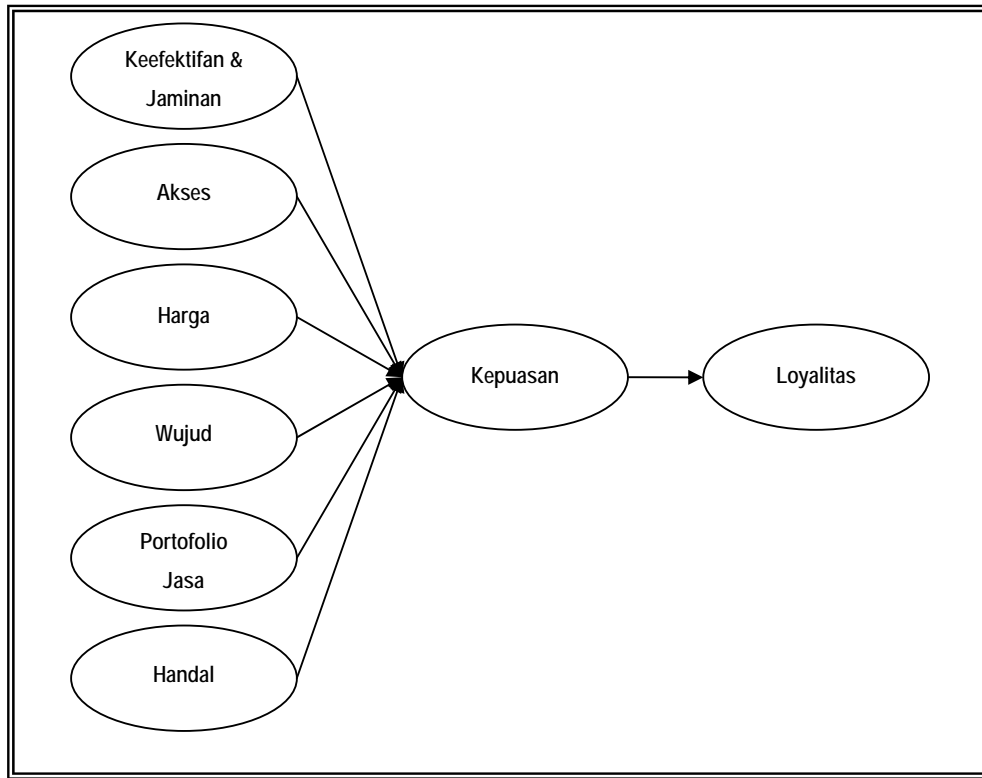 Keefektifan &
Jaminan
Akses
Harga
Wujud
Portofolio
Jasa
Handal
Kepuasan
Loyalitas